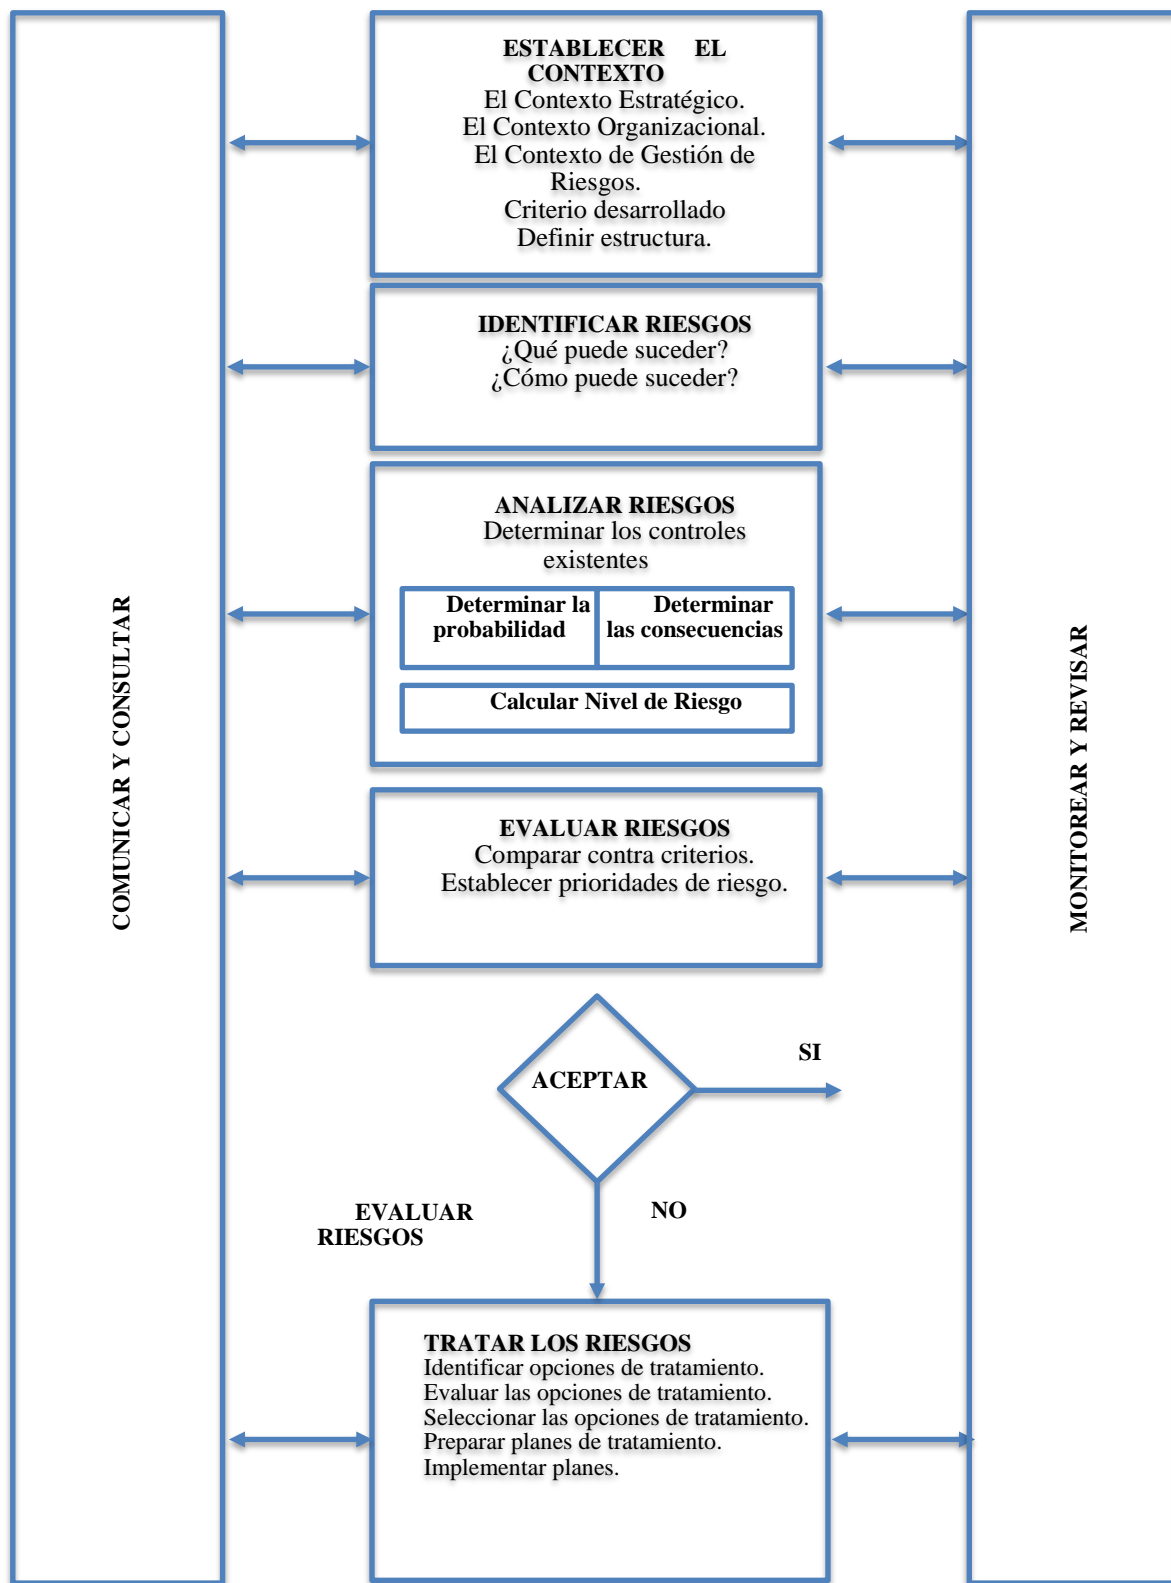 ESTABLECER EL
CONTEXTO
El Contexto Estratégico.
El Contexto Organizacional.
El Contexto de Gestión de
Riesgos.
Criterio desarrollado
Definir estructura.
IDENTIFICAR RIESGOS
¿Qué puede suceder?
¿Cómo puede suceder?
ANALIZAR RIESGOS
Determinar los controles
existentes
Determinar la
probabilidad
Determinar
las consecuencias
Calcular Nivel de Riesgo
COMUNICAR Y CONSULTAR
MONITOREAR Y REVISAR
EVALUAR RIESGOS
Comparar contra criterios.
Establecer prioridades de riesgo.
SI
ACEPTAR
NO
EVALUAR
RIESGOS
TRATAR LOS RIESGOS
Identificar opciones de tratamiento.
Evaluar las opciones de tratamiento.
Seleccionar las opciones de tratamiento.
Preparar planes de tratamiento.
Implementar planes.